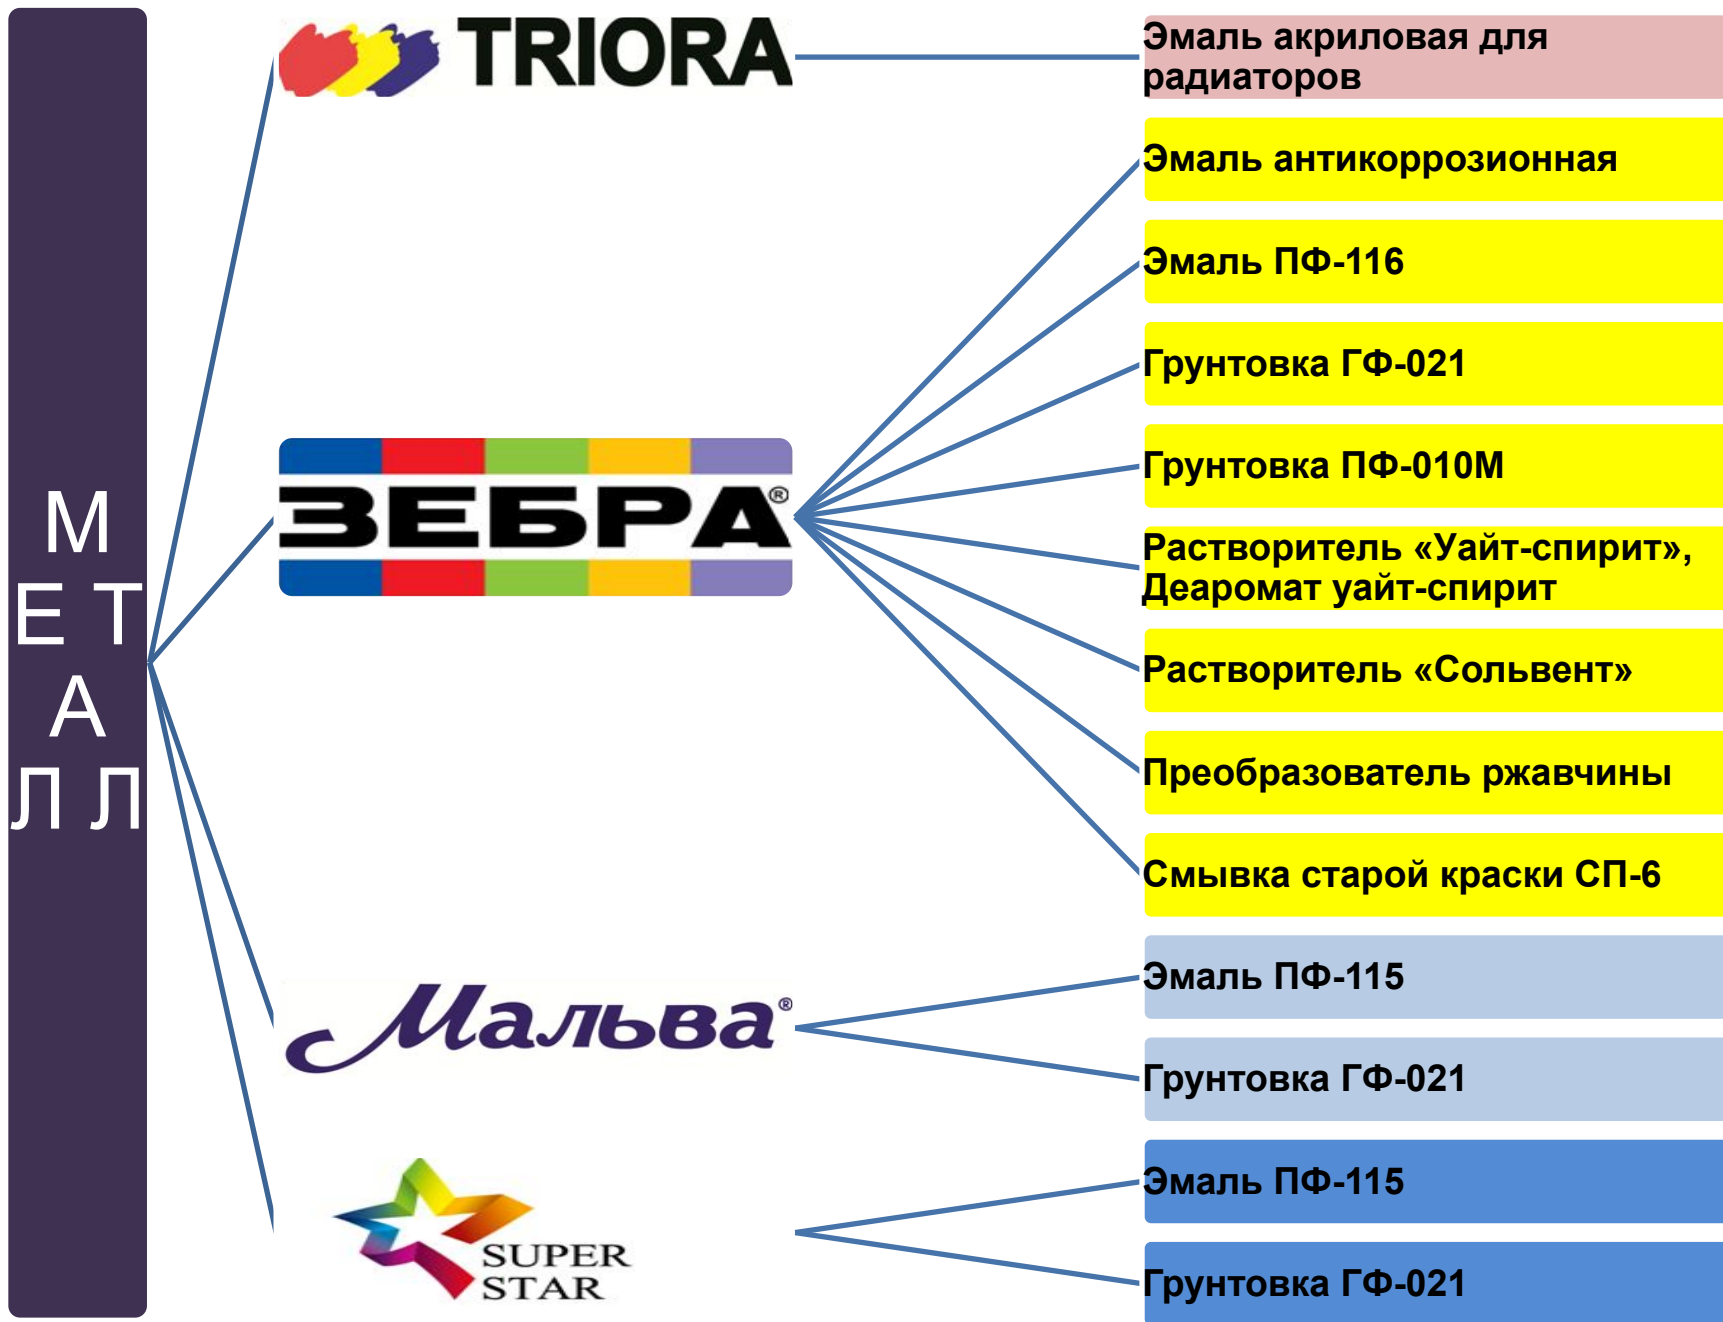 М
Е Т
А
Л Л
TRIORA
Эмаль акриловая для
радиаторов
ЗЕБРА®
Эмаль антикоррозионная
Эмаль ПФ-116
Грунтовка ГФ-021
Грунтовка ПФ-010М
Растворитель «Уайт-спирит»,
Деаромат уайт-спирит
Растворитель «Сольвент»
Преобразователь ржавчины
Смывка старой краски СП-6
Мальва®
Эмаль ПФ-115
Грунтовка ГФ-021
SUPER
STAR
Эмаль ПФ-115
Грунтовка ГФ-021